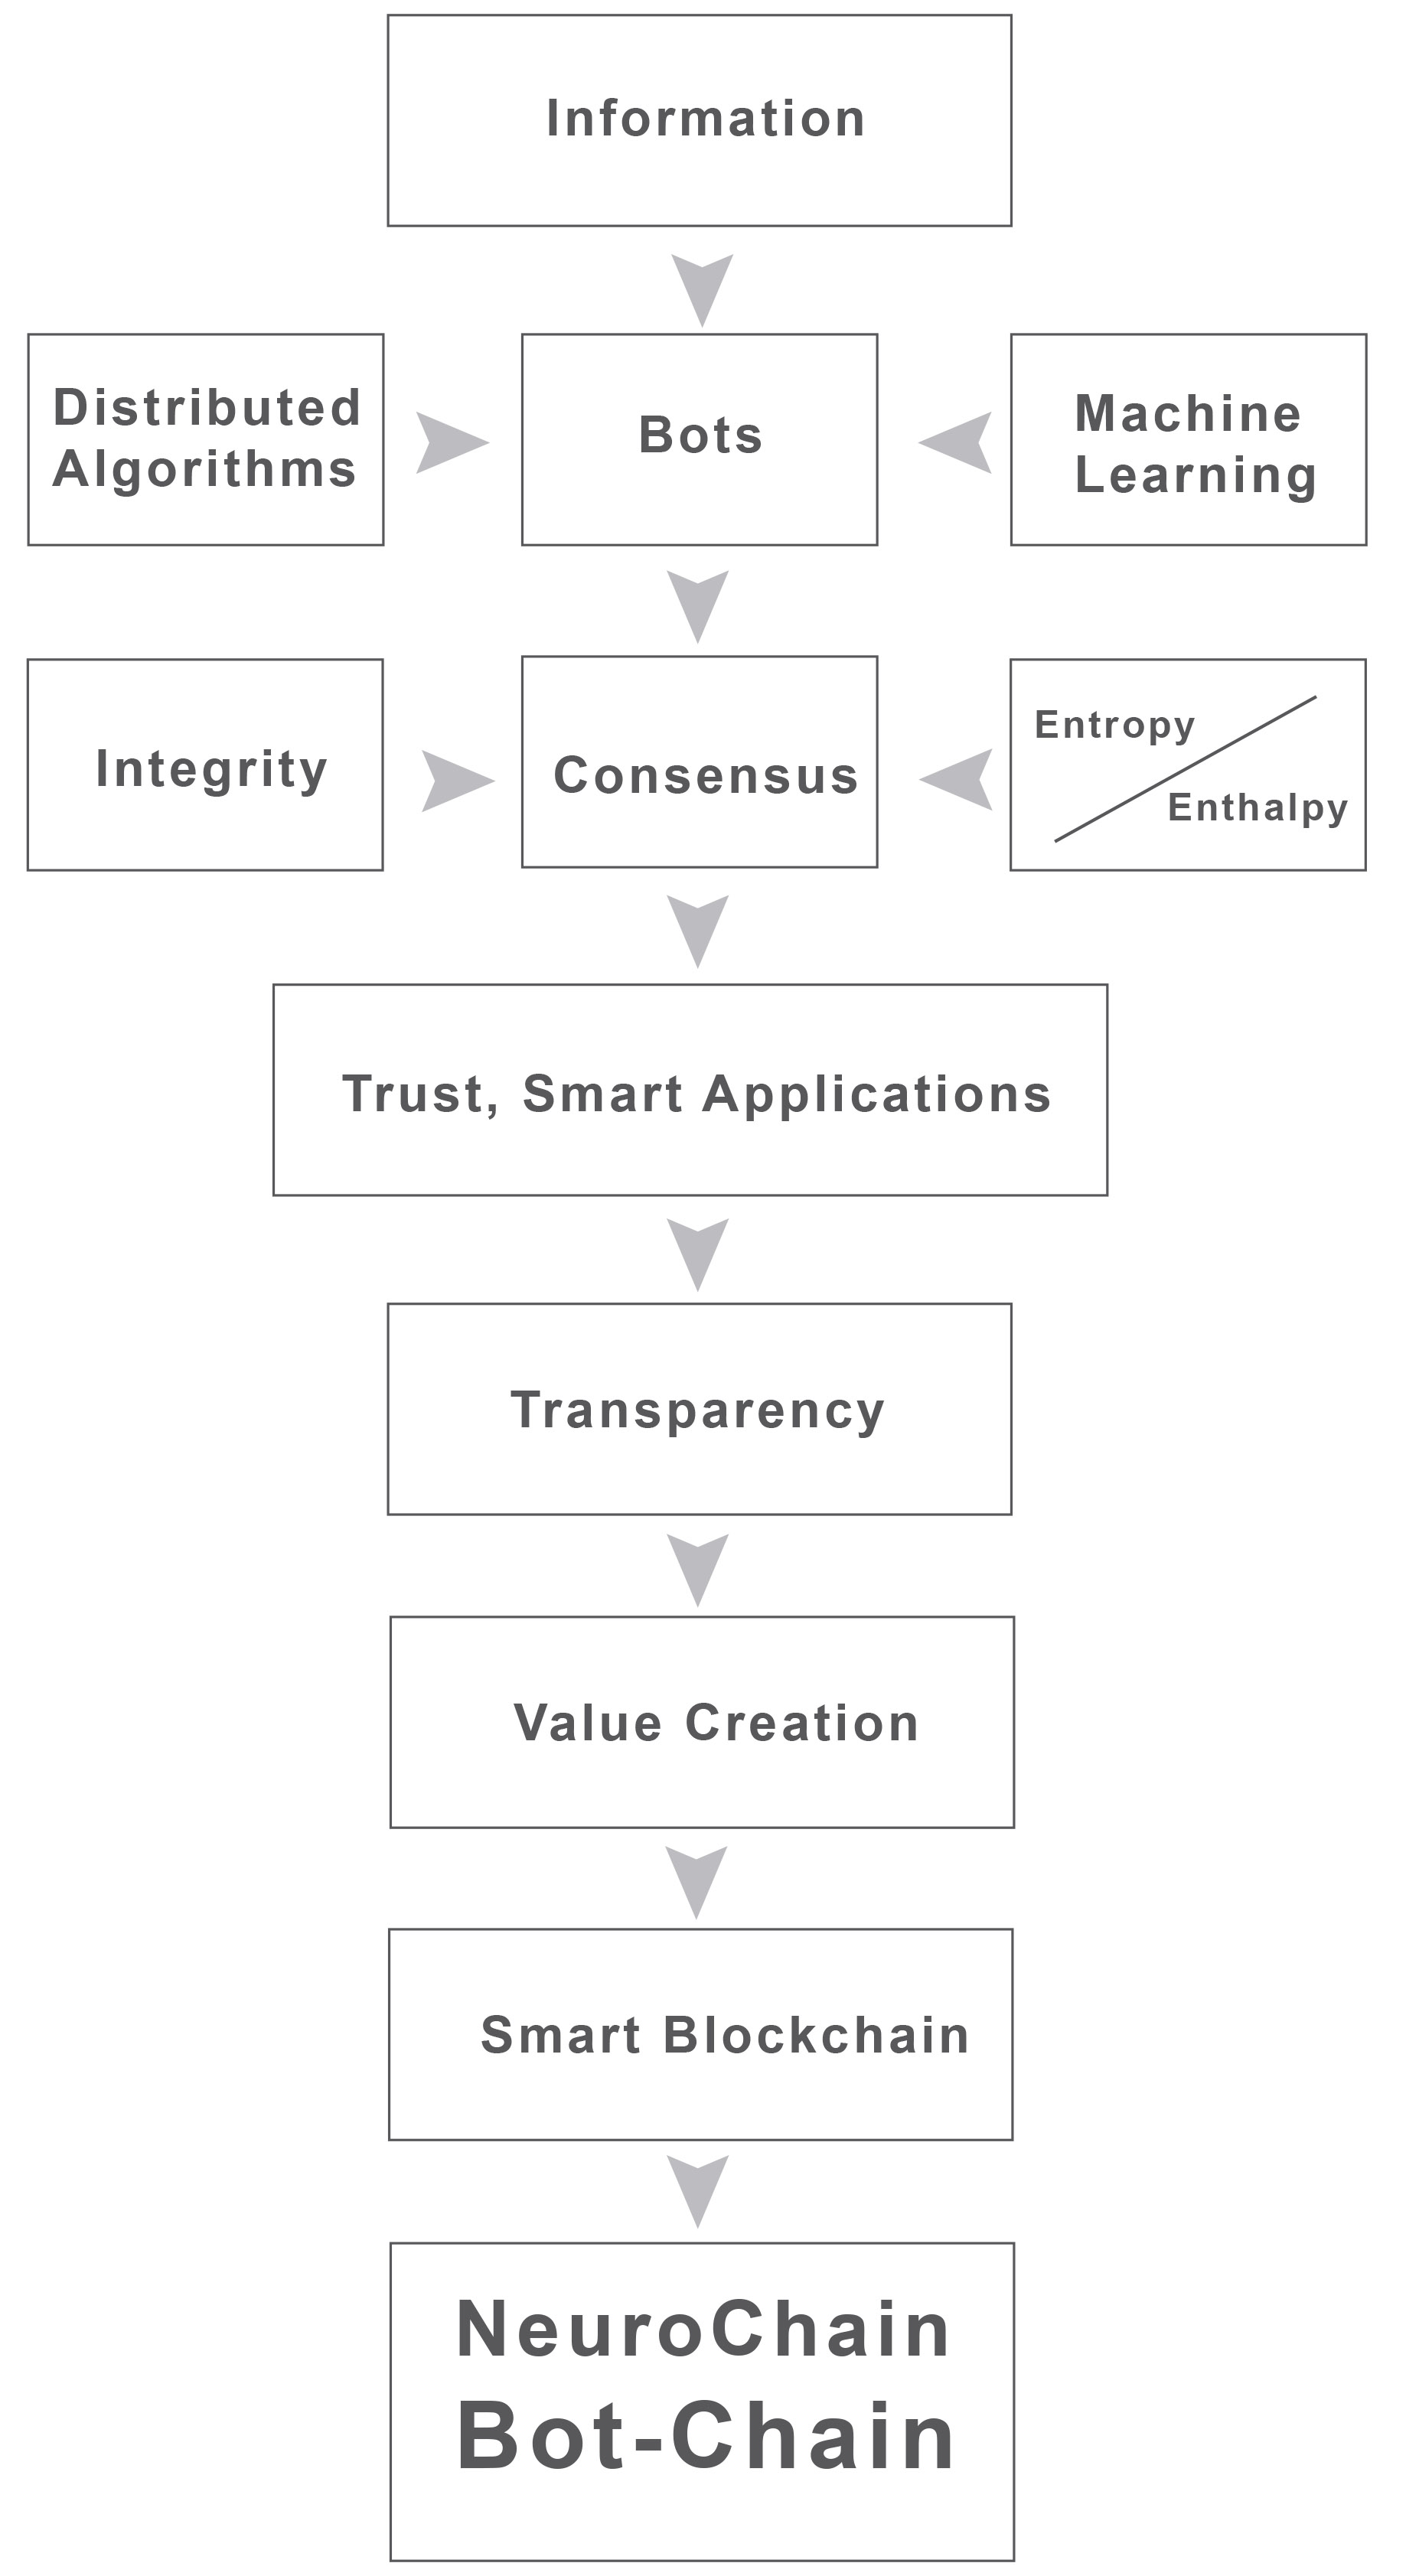 Information
Distributed
Algorithms
Bots
Machine
Learning
Integrity
Consensus
Entropy
Enthalpy
Trust, Smart Applications
Transparency
Value Creation
Smart Blockchain
NeuroChain
Bot-Chain